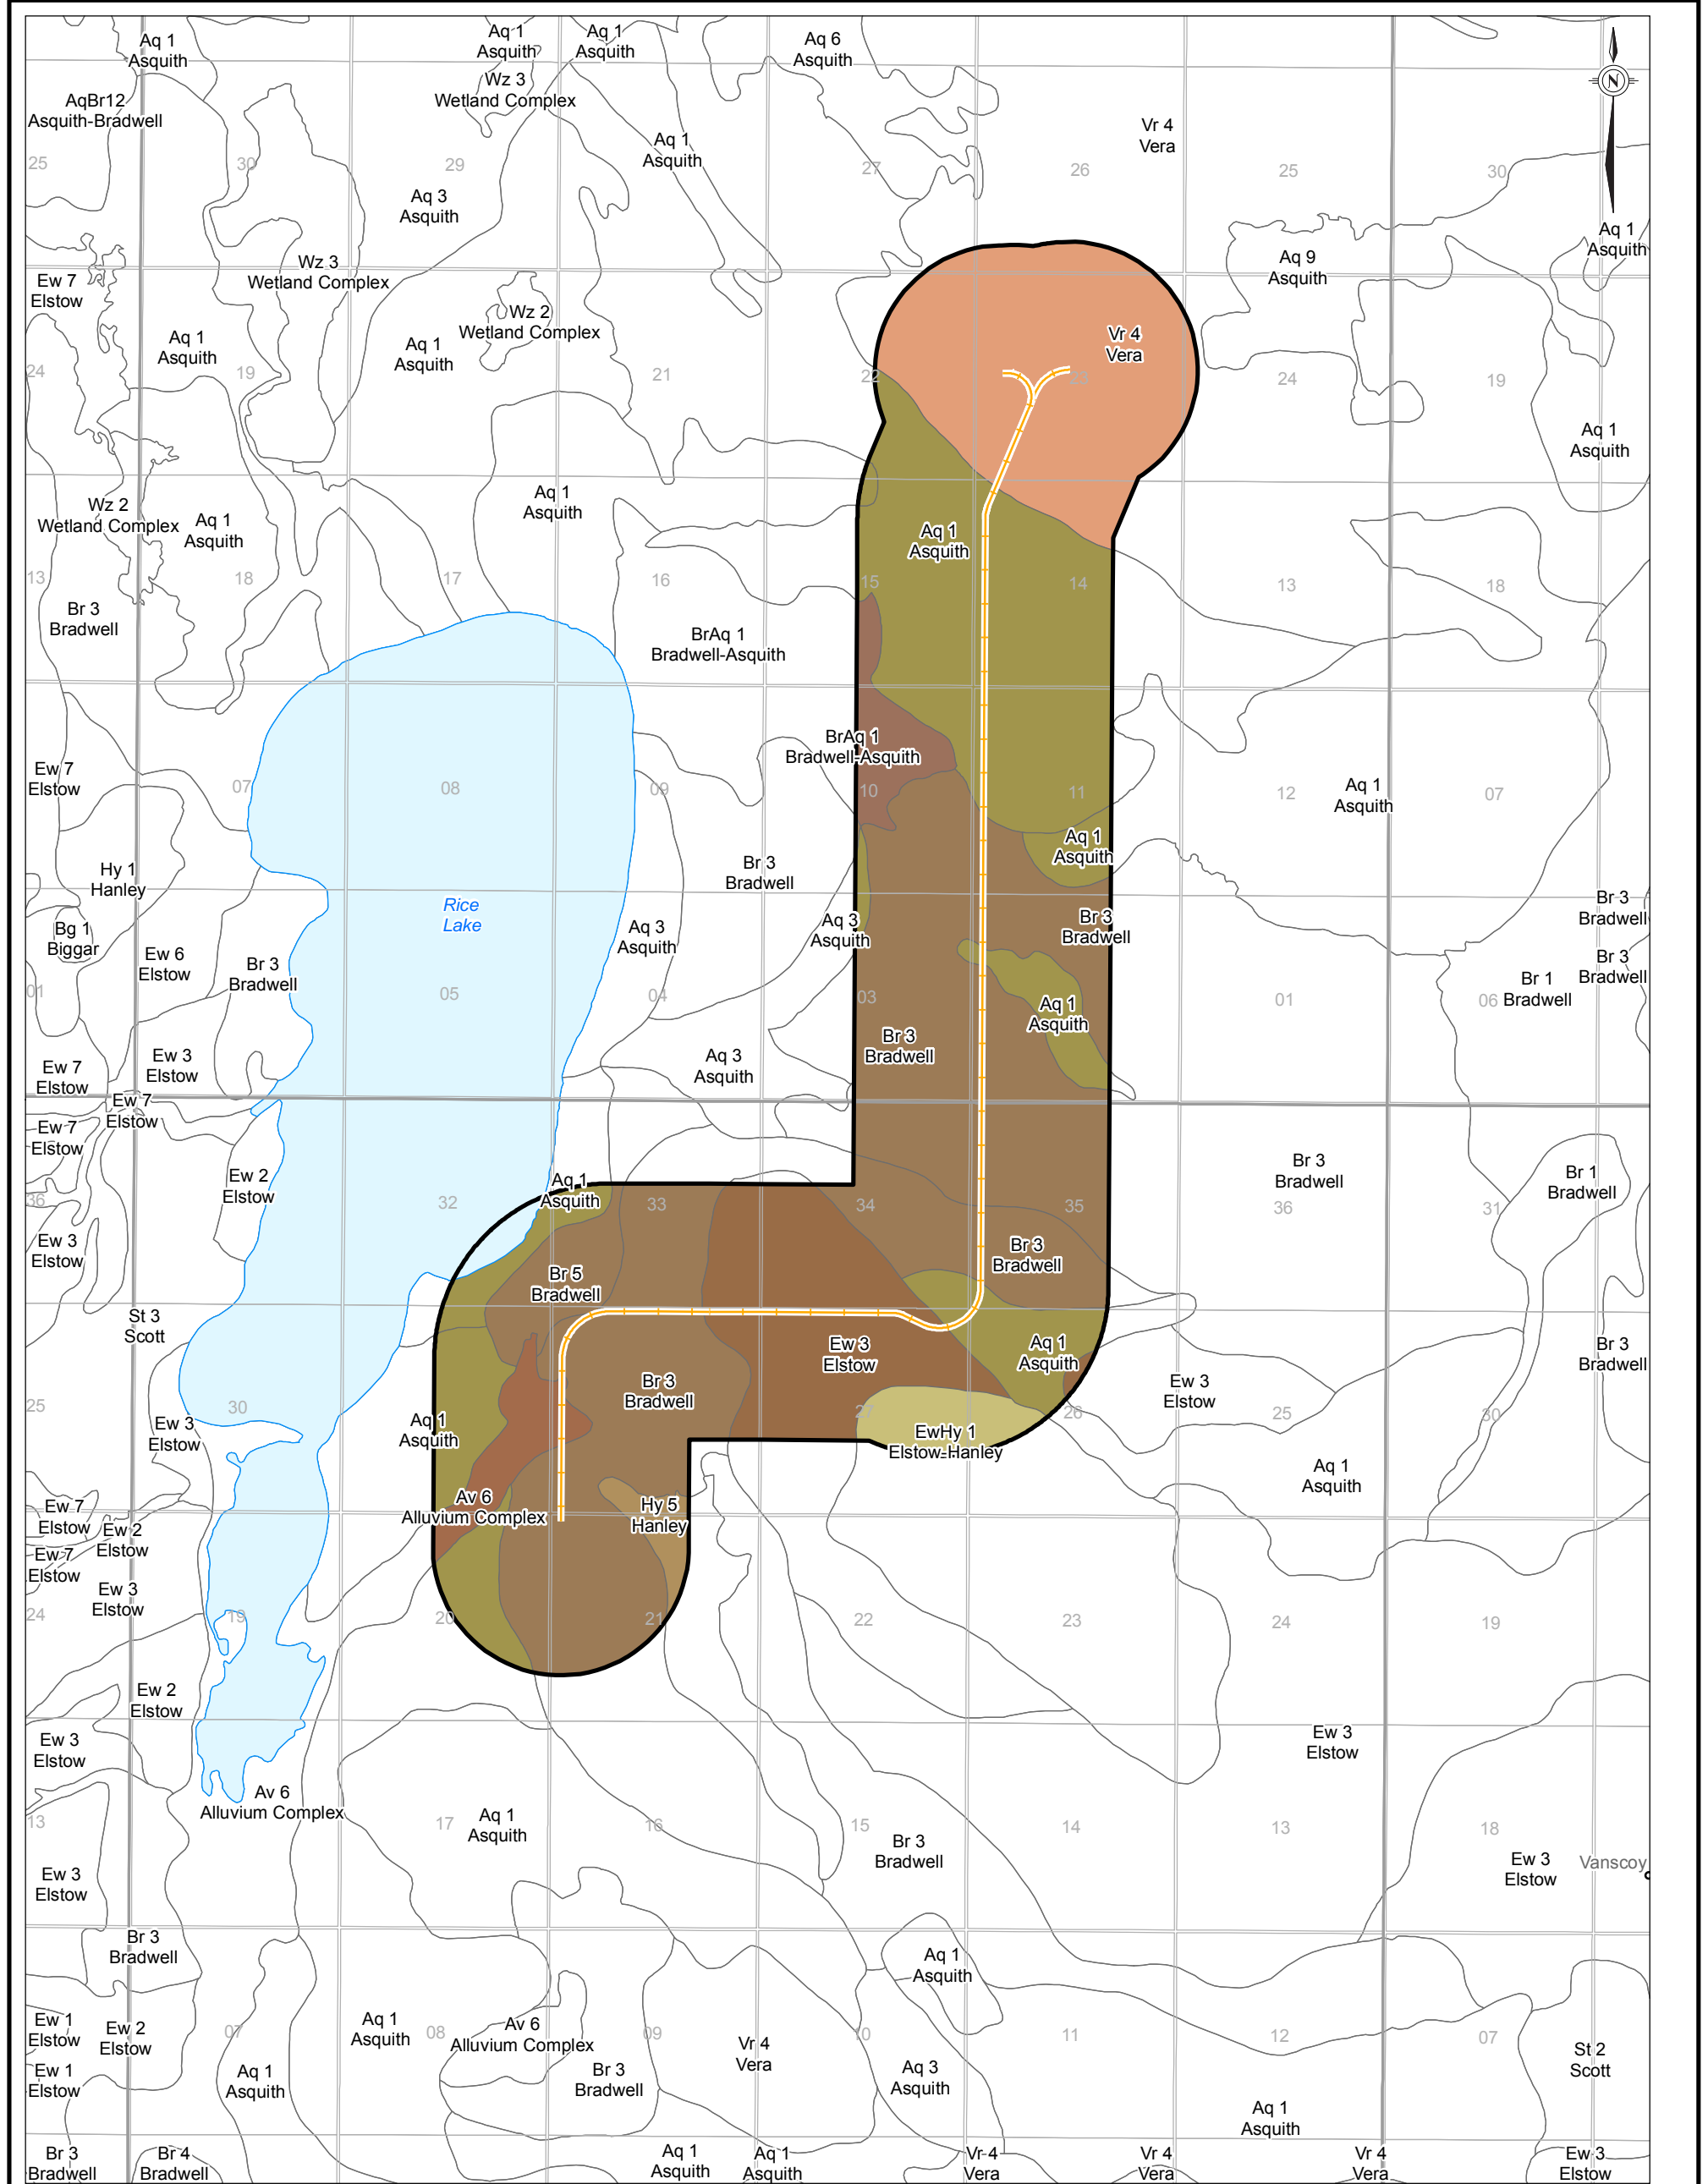 Aq 1
Asquith
Aq 1
Asquith
Aq 1
Asquith
Aq 6
Asquith
N
Wz 3
Wetland Complex
AqBr12
Asquith-Bradwell
Vr 4
Vera
Aq 1
Asquith
25
30
29
27
26
25
30
Aq 3
Asquith
Aq 1
Asquith
Wz 3
Wetland Complex
Aq 9
Asquith
Ew 7
Elstow
Wz 2
Wetland Complex
Aq 1
Asquith
Aq 1
Asquith
Vr 4
Vera
24
19
21
22
23
24
19
Aq 1
Asquith
Wz 2
Wetland Complex
Aq 1
Asquith
Aq 1
Asquith
Aq 1
Asquith
13
18
17
16
15
14
13
18
Br 3
Bradwell
BrAq 1
Bradwell-Asquith
BrAq 1
Bradwell-Asquith
Ew 7
Elstow
07
08
09
10
11
12
Aq 1
Asquith
07
Aq 1
Asquith
Hy 1
Hanley
Br 3
Bradwell
Rice
Lake
Br 3
Bradwell
Bg 1
Biggar
Aq 3
Asquith
Aq 3
Asquith
Br 3
Bradwell
Ew 6
Elstow
Br 3
Bradwell
Br 3
Bradwell
Br 1
Bradwell
01
05
04
03
Aq 1
Asquith
01
06
Br 3
Bradwell
Ew 7
Elstow
Ew 3
Elstow
Aq 3
Asquith
Ew 7
Elstow
Ew 7
Elstow
Ew 2
Elstow
Aq 1
Asquith
Br 3
Bradwell
Br 1
Bradwell
36
32
33
34
35
36
31
Ew 3
Elstow
Br 3
Bradwell
Br 5
Bradwell
St 3
Scott
Ew 3
Elstow
Aq 1
Asquith
Br 3
Bradwell
Br 3
Bradwell
Ew 3
Elstow
25
30
27
26
25
30
Ew 3
Elstow
Aq 1
Asquith
EwHy 1
Elstow-Hanley
Aq 1
Asquith
Av 6
Alluvium Complex
Hy 5
Hanley
Ew 7
Elstow
Ew 2
Elstow
Ew 7
Elstow
Ew 3
Elstow
24
19
20
21
22
23
24
19
Ew 2
Elstow
Ew 3
Elstow
Ew 3
Elstow
Av 6
Alluvium Complex
13
17
Aq 1
Asquith
16
15
14
13
18
Br 3
Bradwell
Ew 3
Elstow
Vanscoy
Ew 3
Elstow
Br 3
Bradwell
Aq 1
Asquith
Ew 1
Elstow
Ew 2
Elstow
07
Aq 1
Asquith
08
Av 6
Alluvium Complex
09
Vr 4
Vera
10
11
12
07
St 2
Scott
Ew 1
Elstow
Aq 1
Asquith
Br 3
Bradwell
Aq 3
Asquith
Aq 1
Asquith
Br 3
Bradwell
Br 4
Bradwell
Aq 1
Asquith
Aq 1
Asquith
Vr 4
Vera
Vr 4
Vera
Vr 4
Vera
Ew 3
Elstow